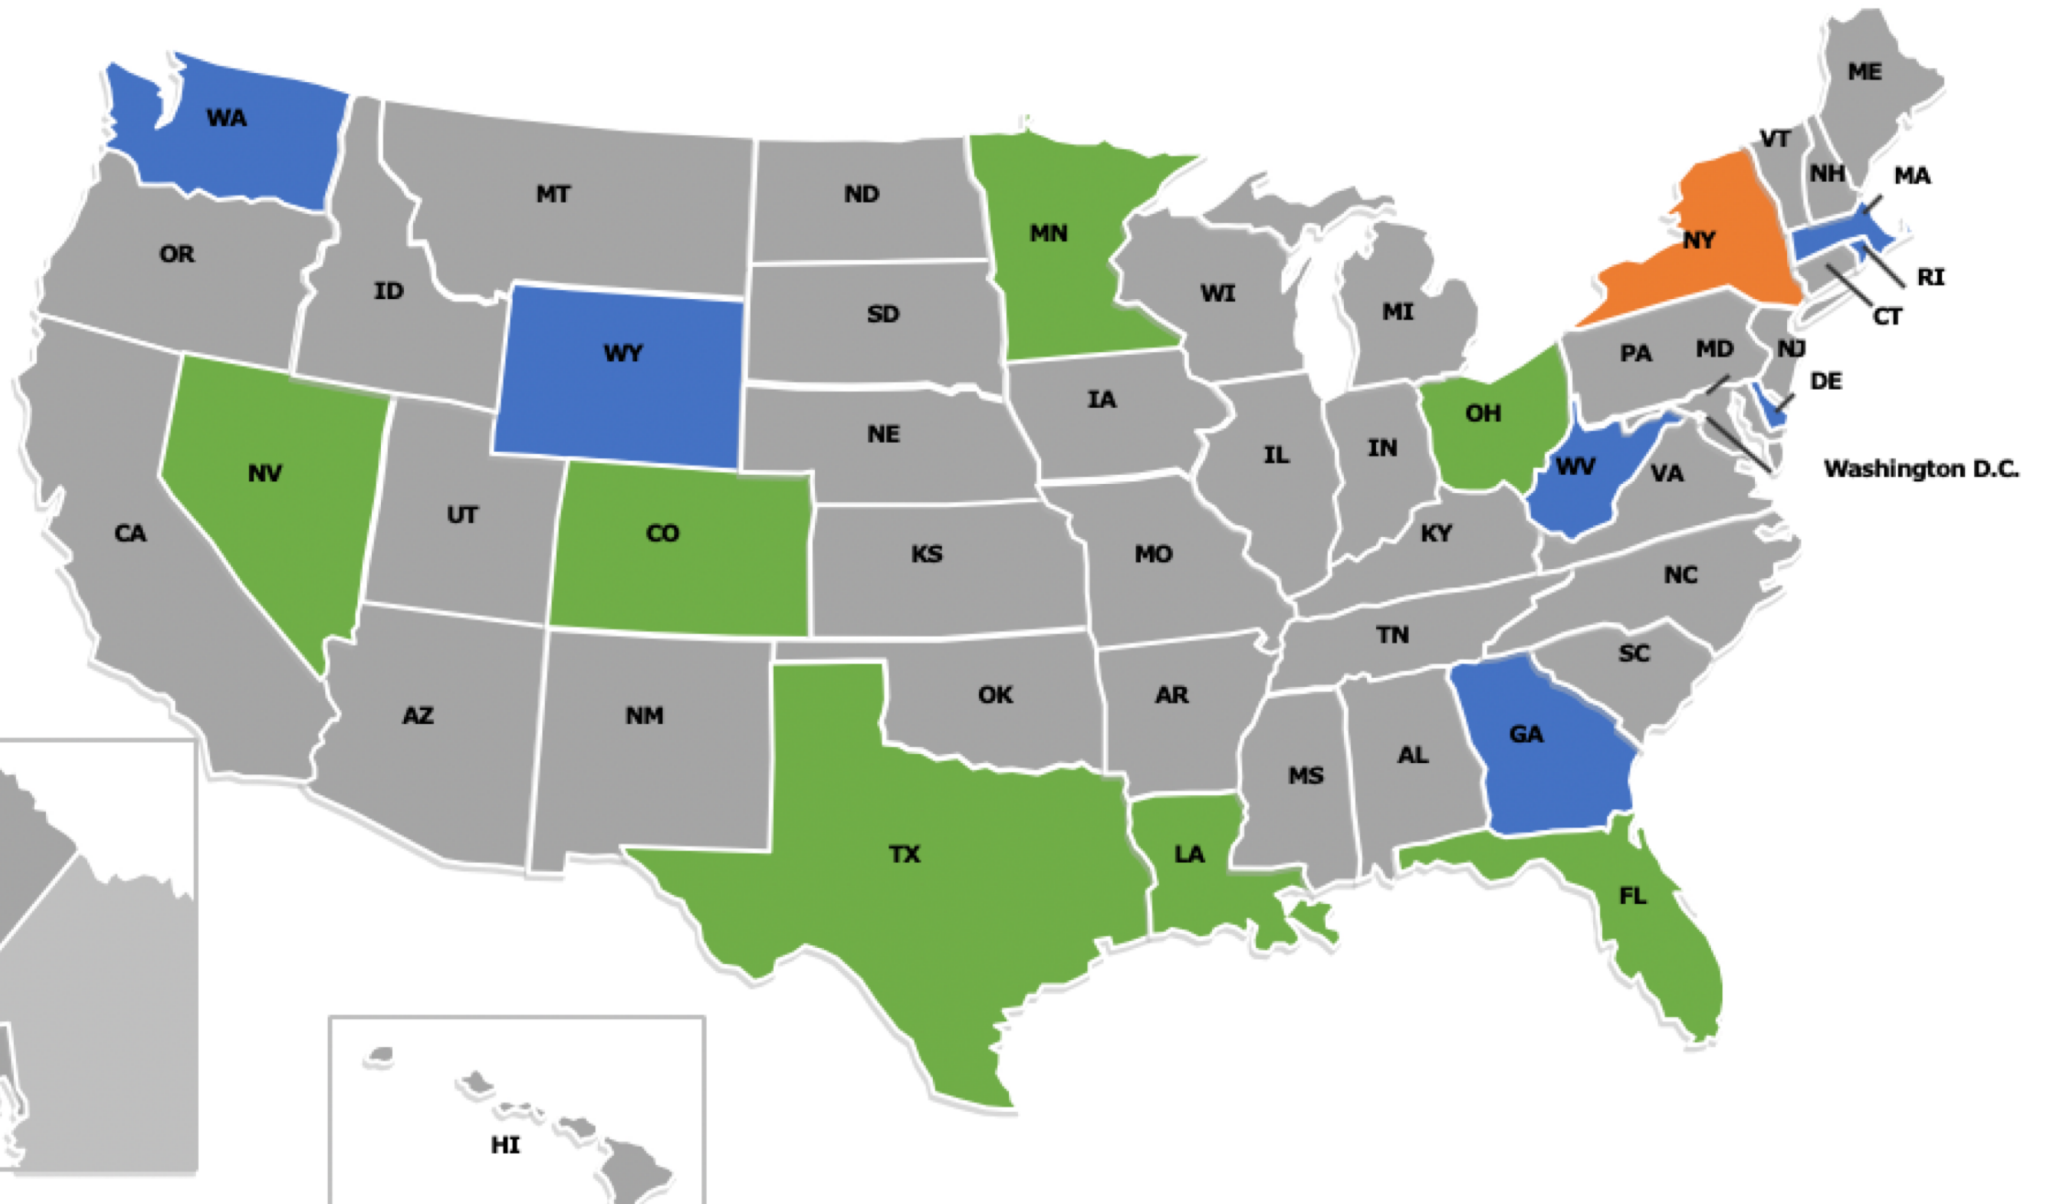 ME
WA
VT
NH
MA
MT
ND
MN
NY
OR
RI
ID
WI
SD
MI
CT
WY
PA
MD
NJ
DE
IA
OH
NE
NV
IL
IN
WV
VA
Washington D.C.
UT
CA
CO
KS
MO
KY
NC
TN
SC
AZ
NM
OK
AR
GA
MS
AL
TX
LA
FL
HI